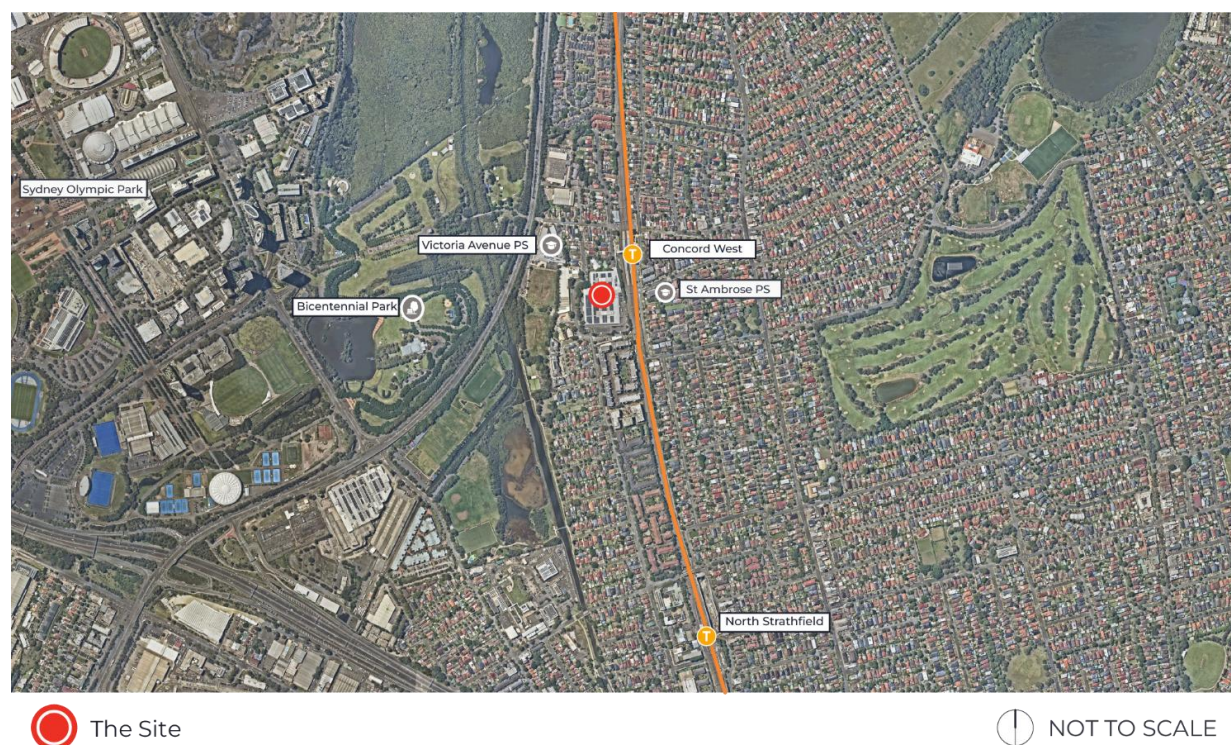 Sydney Olympic Park
Victoria Avenue PS
T
Concord West
Bicentennial Park
St Ambrose PS
North Strathfield
T
The Site
NOT TO SCALE